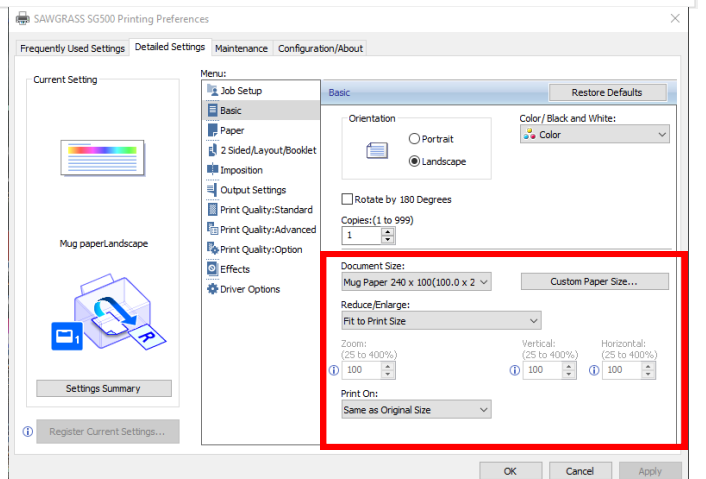 SAWGRASS SG500 Printing Preferences
Frequently Used Settings Detailed Settings Maintenance Configuration/About
Current Setting
Mug paperLandscape
1
R
Settings Summary
Register Current Settings...
Menu:
Job Setup
Basic
Paper
2 Sided/Layout/Booklet
Imposition
Output Settings
Print Quality:Standard
Print Quality:Advanced
Print Quality:Option
Effects
Driver Options
Basic
Restore Defaults
Orientation
Portrait
Landscape
Color/ Black and White:
Color
Rotate by 180 Degrees
Copies:(1 to 999)
1
Document Size:
Mug Paper 240 x 100(100.0 x 2
Custom Paper Size...
Reduce/Enlarge:
Fit to Print Size
Zoom:
(25 to 400%)
100
Vertical:
(25 to 400%)
100
Horizontal:
(25 to 400%)
100
Print On:
Same as Original Size
OK Cancel Apply